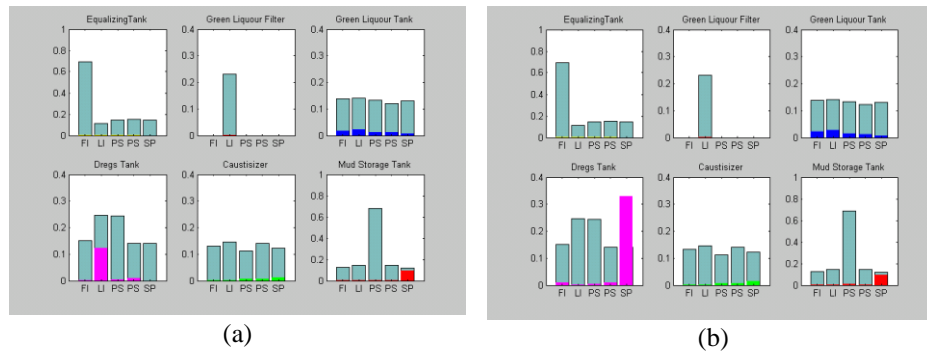 EqualizingTank Green Liquour Filter Green Liquour Tank
1 0.4 0.4
0.8 0.3 0.3
0.6 0.2 0.2
0.4 0.1 0.1
0.2 0 0
0
FI LI PS PS SP LI PS PS PS FI LI PS PS SP
Dregs Tank Caustisizer Mud Storage Tank
0.4 0.4 1
0.3 0.3 0.8
0.2 0.2 0.6
0.1 0.1 0.4
0 0 0.2
0
FI LI PS PS SP FI LI PS PS SP FI LI PS PS SP
(a)
EqualizingTank Green Liquour Filter Green Liquour Tank
1 0.4 0.4
0.8 0.3 0.3
0.6 0.2 0.2
0.4 0.1 0.1
0.2 0 0
0
FI LI PS PS SP LI PS PS PS FI LI PS PS SP
Dregs Tank Caustisizer Mud Storage Tank
0.4 0.4 1
0.3 0.3 0.8
0.2 0.2 0.6
0.1 0.1 0.4
0 0 0.2
0
FI LI PS PS SP FI LI PS PS SP FI LI PS PS SP
(b)